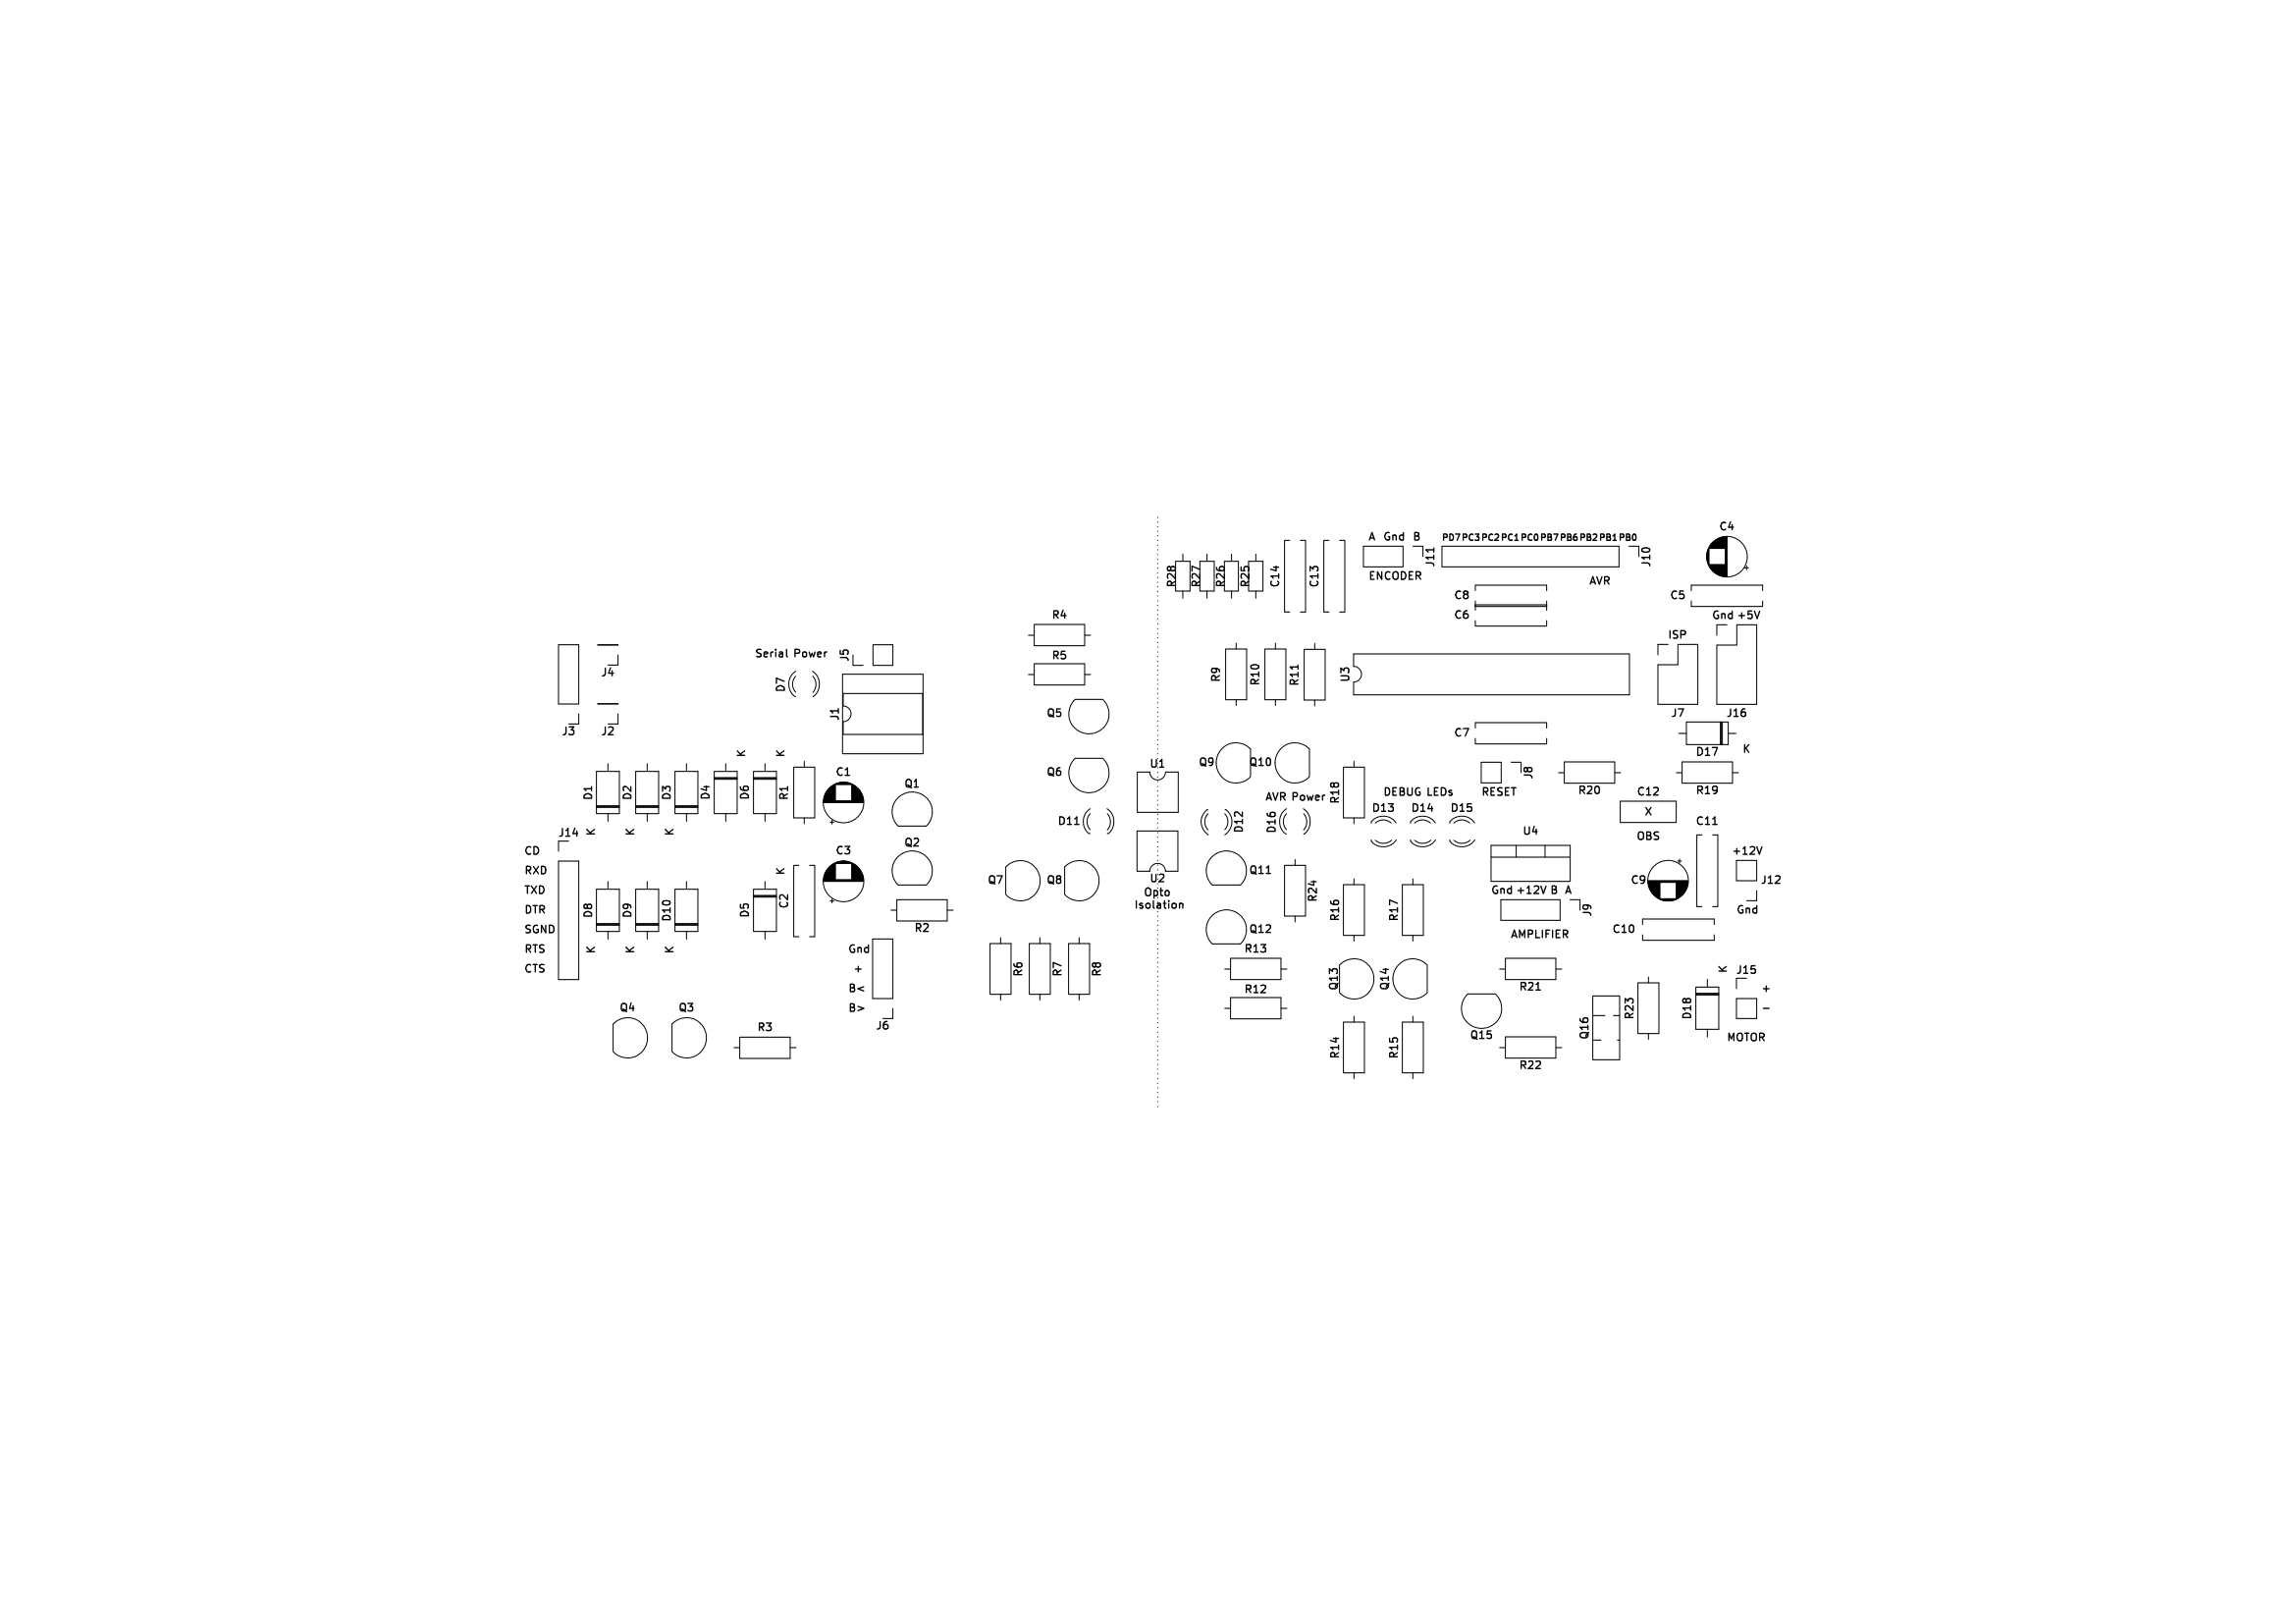 C4
A Gnd B
PD7 PC3 PC2 PC1 PC0 PB7 PB6 PB2 PB1 PB0
J11
J10
ENCODER
AVR
R28
R27
R26
R25
C14
C13
C8
C6
C5
Gnd +5V
ISP
R4
R5
Serial Power
J5
J4
D7
J1
J3
J2
Q5
R9
R10
R11
U3
J7
J16
C7
D17
K
K
K
Q6
U1
Q9
Q10
J8
RESET
R20
R19
D1
D2
D3
D4
D6
R1
C1
Q1
R18
AVR Power
DEBUG LEDs
D13
D14
D15
C12
X
OBS
C11
D11
D12
D16
K
K
K
J14
U4
CD
RXD
TXD
DTR
SGND
RTS
CTS
C3
Q2
Q7
Q8
U2
Opto
Isolation
Q11
R24
+12V
J12
Gnd
C9
Gnd +12V B A
J9
AMPLIFIER
C10
K
D8
D9
D10
D5
C2
R2
R16
R17
K
K
K
Gnd
+
B<
B>
J6
R6
R7
R8
Q12
R13
R12
Q13
Q14
R21
Q15
R22
Q16
R23
K
D18
J15
+
-
MOTOR
Q4
Q3
R3
R14
R15